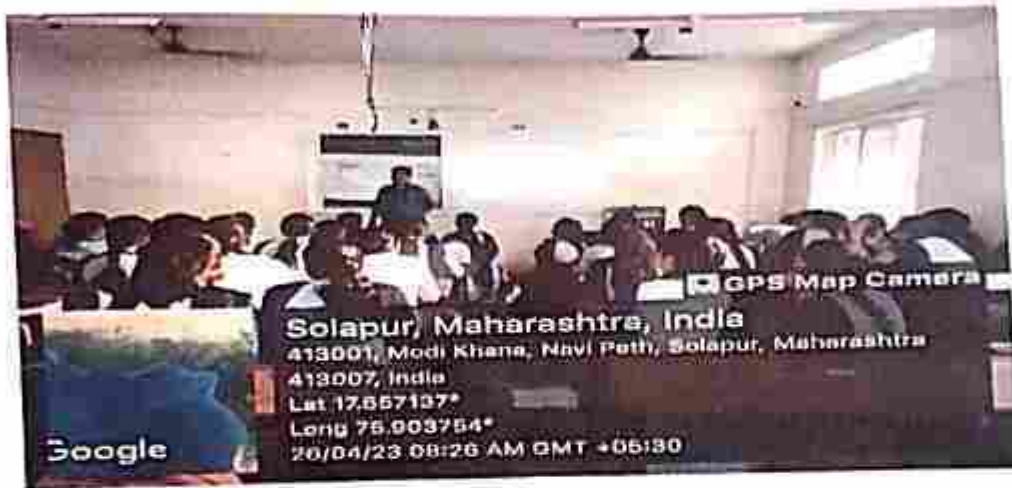 GPS Map Camera
Solapur, Maharashtra, India
413001, Modi Khana, Navi Peth, Solapur, Maharashtra
413007, India
Lat 17.657137°
Long 75.903754°
26/04/23 08:26 AM GMT +05:30
Google